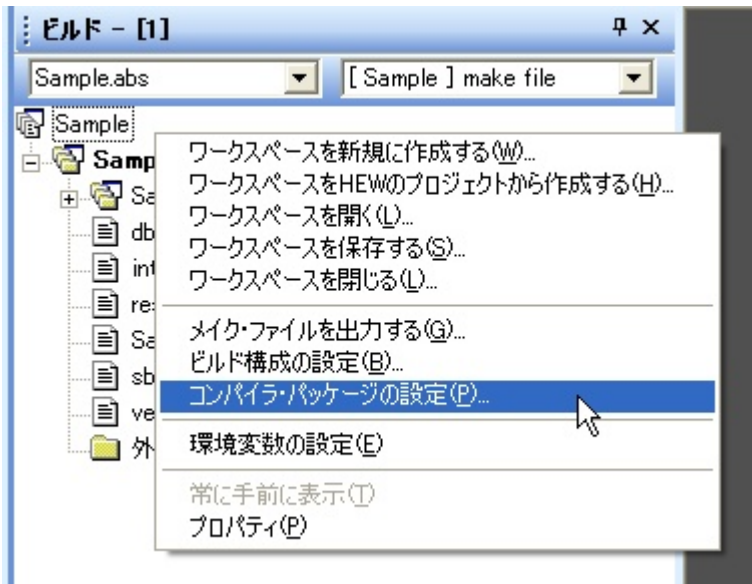 ビルド - [1]
Sample.abs
[ Sample ] make file
Sample
Samp
Sa
db
int
re
Sa
sb
ve
外
ワークスペースを新規に作成する(W)...
ワークスペースをHEWのプロジェクトから作成する(H)...
ワークスペースを開く(L)...
ワークスペースを保存する(S)...
ワークスペースを閉じる(L)...
メイク・ファイルを出力する(G)...
ビルド構成の設定(B)...
コンパイラ・パッケージの設定(P)...
環境変数の設定(E)
常に手前に表示(T)
プロパティ(P)